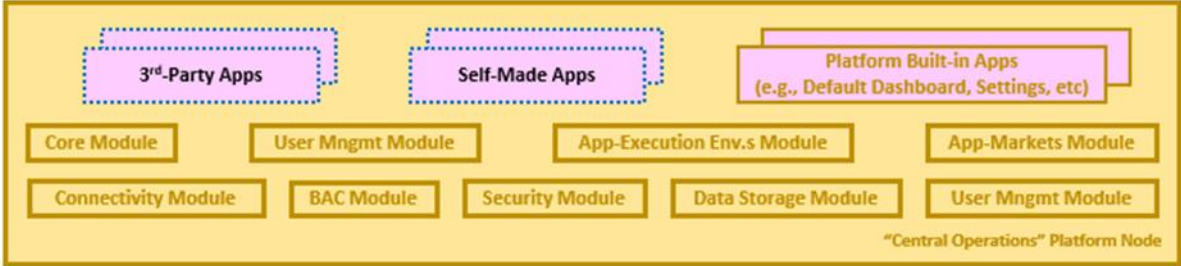 3rd-Party Apps
Self-Made Apps
Platform Built-in Apps
(e.g., Default Dashboard, Settings, etc)
Core Module
User Mngmt Module
App-Execution Env.s Module
App-Markets Module
Connectivity Module
BAC Module
Security Module
Data Storage Module
User Mngmt Module
“Central Operations” Platform Node